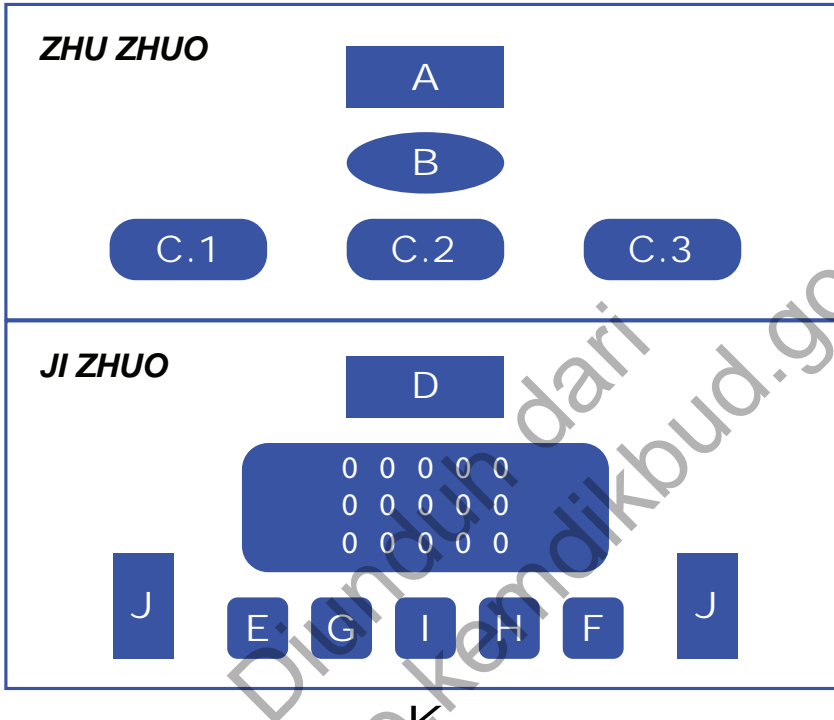 ZHU ZHUO
A
B
C.1 C.2 C.3
JI ZHUO
D
0 0 0 0 0
0 0 0 0 0
0 0 0 0 0
J E G I H F J
K
Diunduh dari
.kemdikbud.go